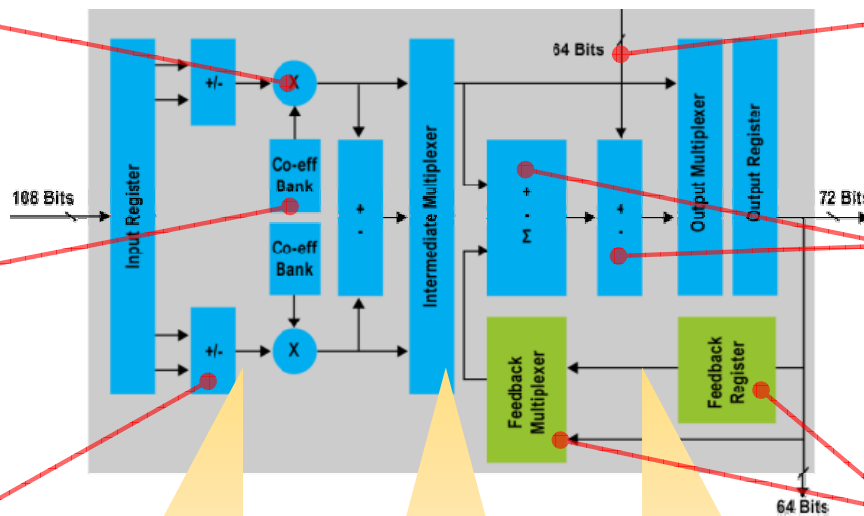 64 Bits
+/-
X
Co-eff
Bank
Co-eff
Bank
+/-
X
108 Bits
Input Register
+
-
Intermediate Multiplexer
+
-
Σ
+
-
Output Multiplexer
Output Register
72 Bits
Feedback
Multiplexer
Feedback
Register
64 Bits